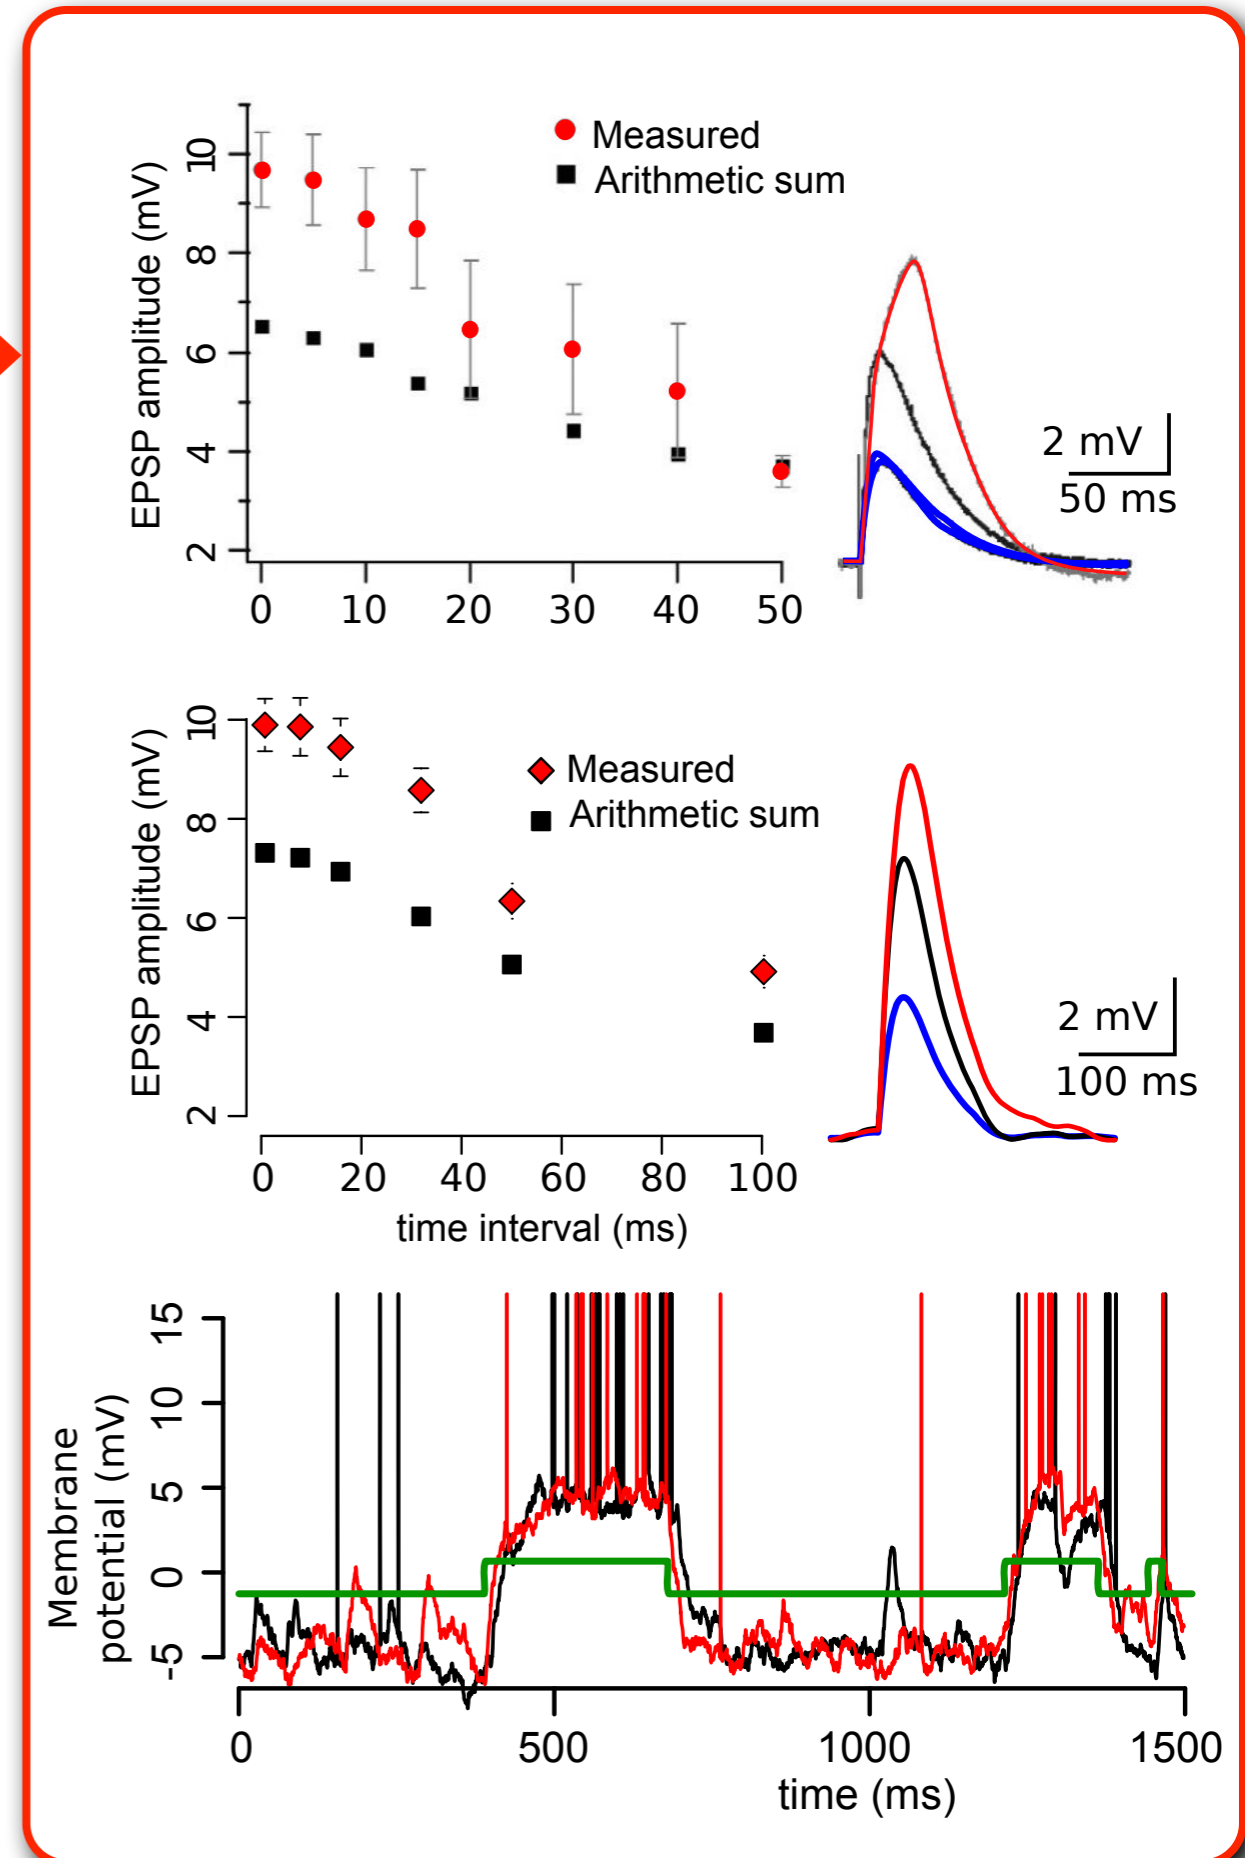 Measured
Arithmetic sum
EPSP amplitude (mV)
10
8
6
4
2
0 10 20 30 40 50
2 mV
50 ms
Measured
Arithmetic sum
EPSP amplitude (mV)
10
8
6
4
2
0 20 40 60 80 100
time interval (ms)
2 mV
100 ms
Membrane
potential (mV)
15
10
5
0
-5
0 500 1000 1500
time (ms)